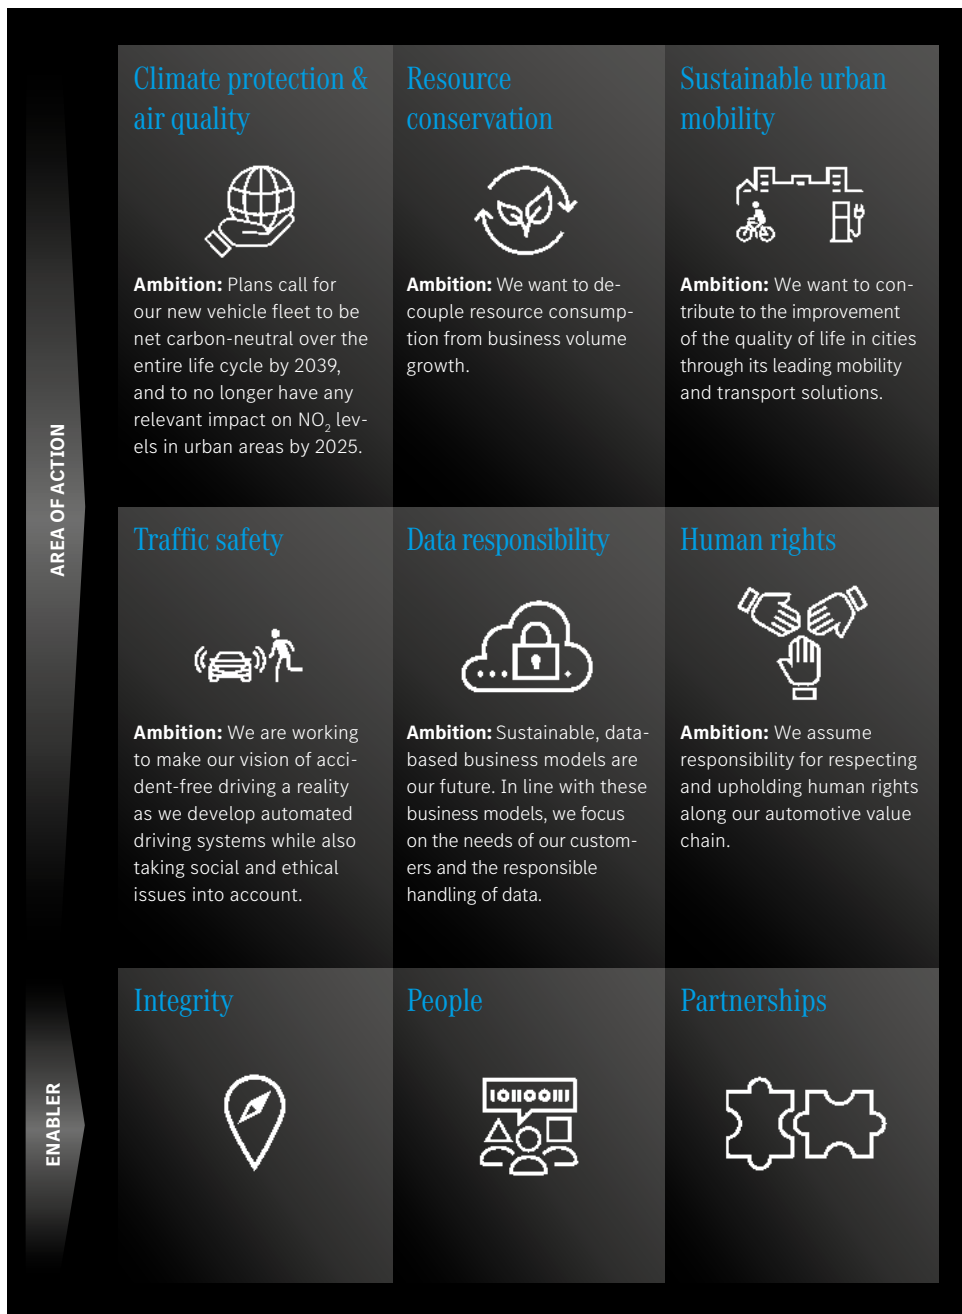 AREA OF ACTION
Climate protection &
air quality
Ambition: Plans call for
our new vehicle fleet to be
net carbon-neutral over the
entire life cycle by 2039,
and to no longer have any
relevant impact on NO₂ lev-
els in urban areas by 2025.
Resource
conservation
Ambition: We want to de-
couple resource consump-
tion from business volume
growth.
Sustainable urban
mobility
Ambition: We want to con-
tribute to the improvement
of the quality of life in cities
through its leading mobility
and transport solutions.
Traffic safety
Ambition: We are working
to make our vision of acci-
dent-free driving a reality
as we develop automated
driving systems while also
taking social and ethical
issues into account.
Data responsibility
Ambition: Sustainable, data-
based business models are
our future. In line with these
business models, we focus
on the needs of our custom-
ers and the responsible
handling of data.
Human rights
Ambition: We assume
responsibility for respecting
and upholding human rights
along our automotive value
chain.
ENABLER
Integrity
People
Partnerships